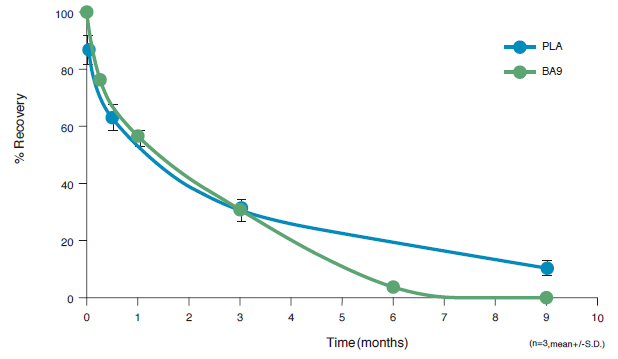 100
80
60
40
20
0
% Recovery
PLA
BA9
0 1 2 3 4 5 6 7 8 9 10
Time (months)
(n=3,mean+/-S.D.)